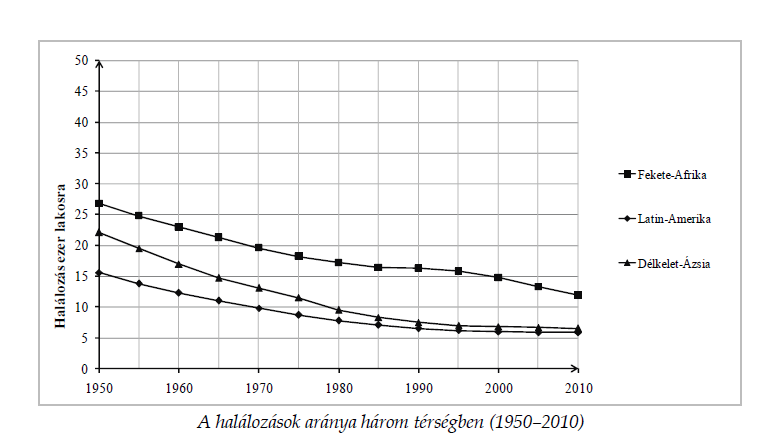 50
45
40
35
30
25
20
15
10
5
0
Halálozás ezer lakosra
1950 1960 1970 1980 1990 2000 2010
Fekete-Afrika
Latin-Amerika
Délkelet-Ázsia
A halálozások aránya három térségben (1950–2010)